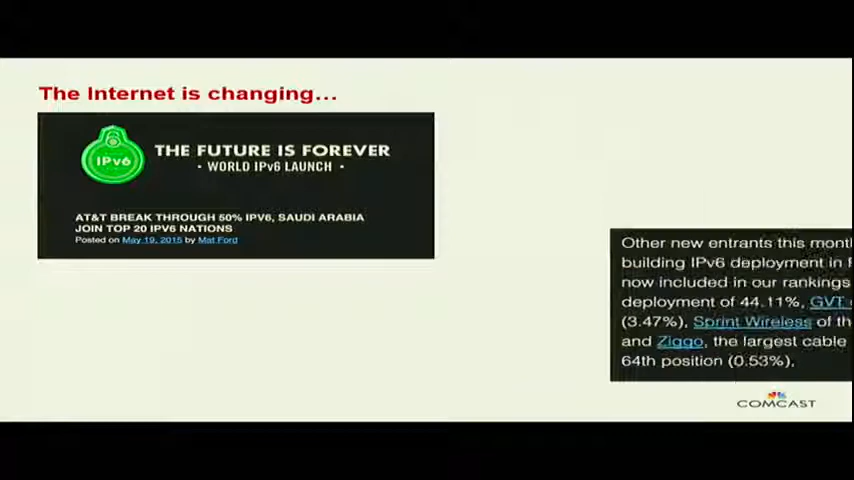 The Internet is changing...
IPv6
THE FUTURE IS FOREVER
• WORLD IPv6 LAUNCH •
AT&T BREAK THROUGH 50% IPV6, SAUDI ARABIA
JOIN TOP 20 IPV6 NATIONS
Posted on May 19, 2015 by Mat Ford
Other new entrants this mont
building IPv6 deployment in
now included in our rankings
deployment of 44.11%, GVT
(3.47%), Sprint Wireless of th
and Ziggo, the largest cable
64th position (0.53%),
COMCAST